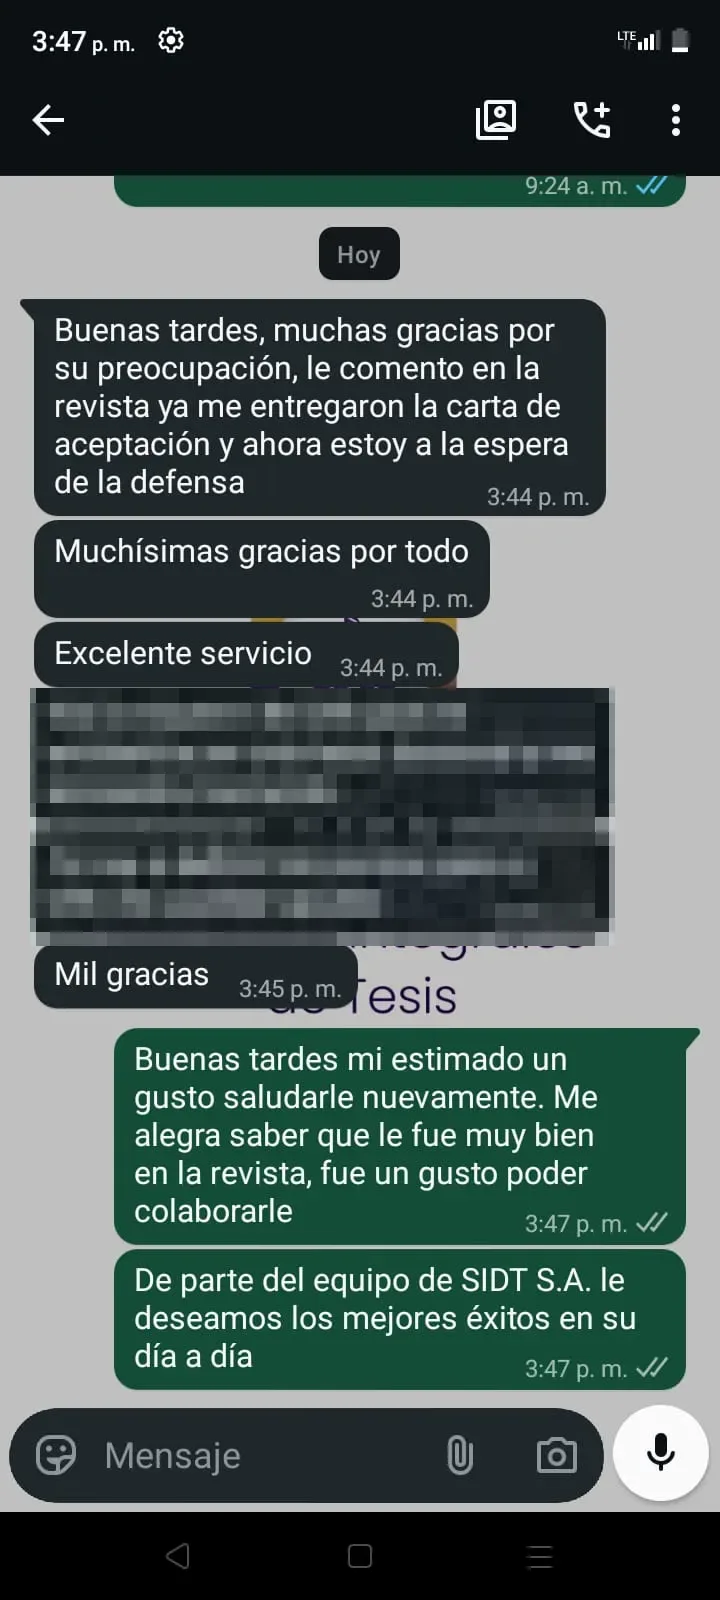 3:47 p. m.
LTE
9:24 a. m.
Hoy
Buenas tardes, muchas gracias por
su preocupación, le comento en la
revista ya me entregaron la carta de
aceptación y ahora estoy a la espera
de la defensa
3:44 p. m.
Muchísimas gracias por todo
3:44 p. m.
Excelente servicio
3:44 p. m.
Mil gracias
3:45 p. m.
Tesis
Buenas tardes mi estimado un
gusto saludarle nuevamente. Me
alegra saber que le fue muy bien
en la revista, fue un gusto poder
colaborarle
3:47 p. m.
De parte del equipo de SIDT S.A. le
deseamos los mejores éxitos en su
día a día
3:47 p. m.
Mensaje